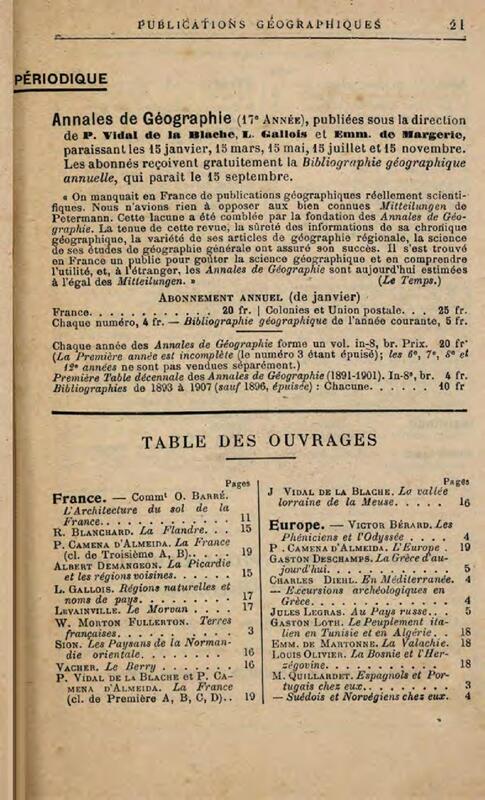 PUBLICATIONS GÉOGRAPHIQUES 21
PÉRIODIQUE
Annales de Géographie (17e ANNÉE), publiées sous la direction
de P. Vidal de la Blache, L. Gallois et Emm. de Margerie,
paraissant les 15 janvier, 15 mars, 15 mai, 15 juillet et 15 novembre.
Les abonnés reçoivent gratuitement la Bibliographie géographique
annuelle, qui paraît le 15 septembre.
« On manquait en France de publications géographiques réellement scienti-
fiques. Nous n'avions rien à opposer aux bien connues Mitteilungen de
Petermann. Cette lacune a été comblée par la fondation des Annales de Géo-
graphie. La tenue de cette revue, la sûreté des informations de sa chronique
géographique, la variété de ses articles de géographie régionale, la science
de ses études de géographie générale ont assuré son succès. Il s'est trouvé
en France un public pour goûter la science géographique et en comprendre
l'utilité, et, à l'étranger, les Annales de Géographie sont aujourd'hui estimées
à l'égal des Mitteilungen. » (Le Temps.)
ABONNEMENT ANNUEL (de janvier)
France. . . . . . . . . . . 20 fr. | Colonies et Union postale. . . 25 fr.
Chaque numéro, 4 fr. — Bibliographie géographique de l'année courante, 5 fr.
Chaque année des Annales de Géographie forme un vol. in-8, br. Prix. 20 fr
(La Première année est incomplète (le numéro 3 étant épuisé); les 6e, 7e, 8e et
12e années ne sont pas vendues séparément.)
Première Table décennale des Annales de Géographie (1891-1901). In-8°, br. 4 fr.
Bibliographies de 1893 à 1907 (sauf 1896, épuisée) : Chacune. . . . . . 10 fr
TABLE DES OUVRAGES
Pages
France. — Commt O. BARRÉ.
L'Architecture du sol de la
France. . . . . . . . . . . . 11
R. BLANCHARD. La Flandre. . . 15
P. CAMENA D'ALMEIDA. La France
(cl. de Troisième A, B). . . . . 19
ALBERT DEMANGEON. La Picardie
et les régions voisines. . . . . 15
L. GALLOIS. Régions naturelles et
noms de pays. . . . . . . . 17
LEVAINVILLE. Le Morvan . . . . 17
W. MORTON FULLERTON. Terres
françaises. . . . . . . . . . 3
SION. Les Paysans de la Norman-
die orientale. . . . . . . . 16
VACHER. Le Berry . . . . . . . 16
P. VIDAL DE LA BLACHE et P. CA-
MENA D'ALMEIDA. La France
(cl. de Première A, B, C, D). . 19
Pages
J VIDAL DE LA BLACHE. La vallée
lorraine de la Meuse. . . . . 16
Europe. — VICTOR BÉRARD. Les
Phéniciens et l'Odyssée . . . . 4
P. CAMENA D'ALMEIDA. L'Europe . 19
GASTON DESCHAMPS. La Grèce d'au-
jourd'hui. . . . . . . . . . . 5
CHARLES DIEHL. En Méditerranée. 4
— Excursions archéologiques en
Grèce. . . . . . . . . . . . 4
JULES LEGRAS. Au Pays russe. . . 5
GASTON LOTH. Le Peuplement ita-
lien en Tunisie et en Algérie. . 18
EMM. DE MARTONNE. La Valachie. 18
LOUIS OLIVIER. La Bosnie et l'Her-
zégovine. . . . . . . . . . . 18
M. QUILLARDET. Espagnols et Por-
tugais chez eux. . . . . . . . 3
— Suédois et Norvégiens chez eux. 4